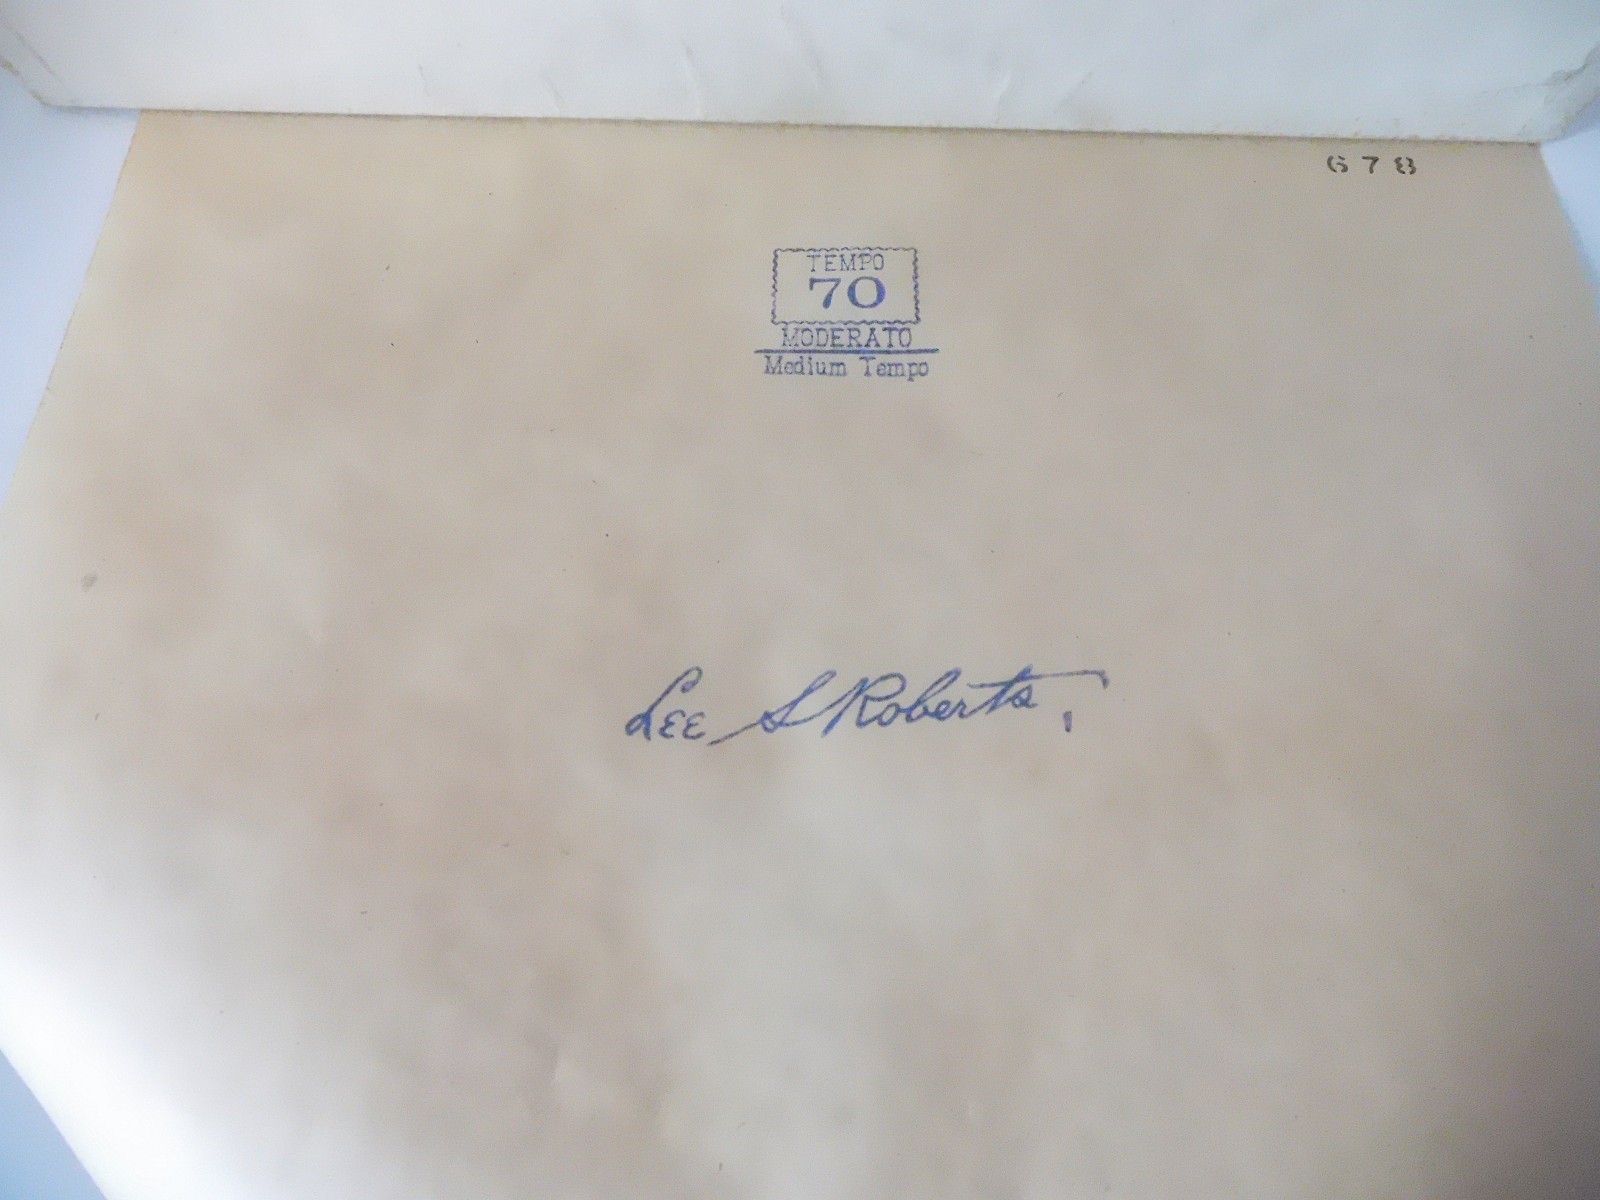 678
TEMPO
70
MODERATO
Medium Tempo
Lee S Roberts